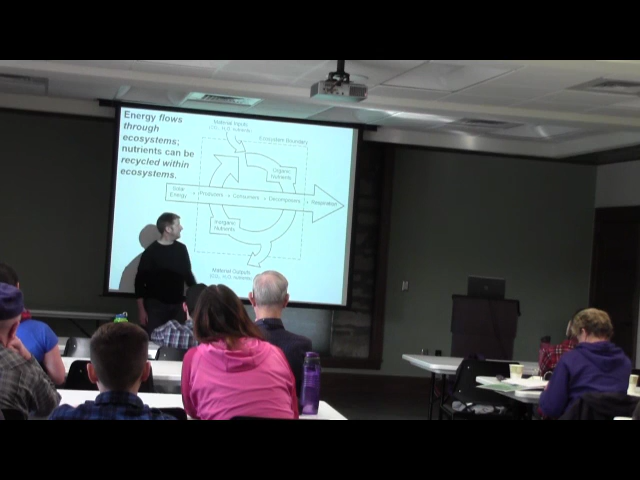 Energy flows
through
ecosystems;
nutrients can be
recycled within
ecosystems.
Material Inputs
Ecosystem Boundary
Organic
Nutrients
Solar
Energy
Producers
Consumers
Decomposers
Respiration
Inorganic
Nutrients
Material Outputs